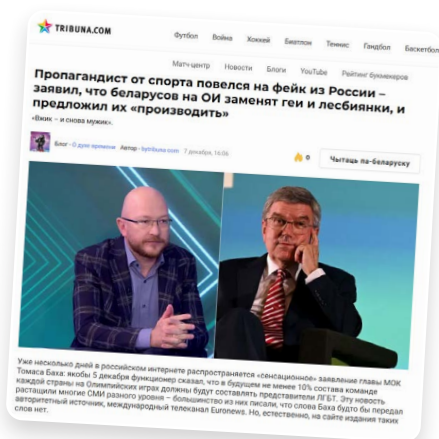 TRIBUNA.COM
Футбол Война Хоккей Биатлон Теннис Гандбол Баскетбол
Матч-центр Новости Блоги YouTube Рейтинг букмекеров
Пропагандист от спорта повелся на фейк из России –
заявил, что беларусов на ОИ заменят геи и лесбиянки, и
предложил их «производить»
«Вжик – и снова мужик».
Блог - О духе времени Автор - bytribuna com 7 декабря, 16:06
0
Чытаць па-беларуску
Уже несколько дней в российском интернете распространяется «сенсационное» заявление главы МОК
Томаса Баха: якобы 5 декабря функционер сказал, что в будущем не менее 10% состава команде
каждой страны на Олимпийских играх должны будут составлять представители ЛГБТ. Эту новость
растащили многие СМИ разного уровня – большинство из них писали, что слова Баха будто бы передал
авторитетный источник, международный телеканал Euronews. Но, естественно, на сайте издания таких
слов нет.